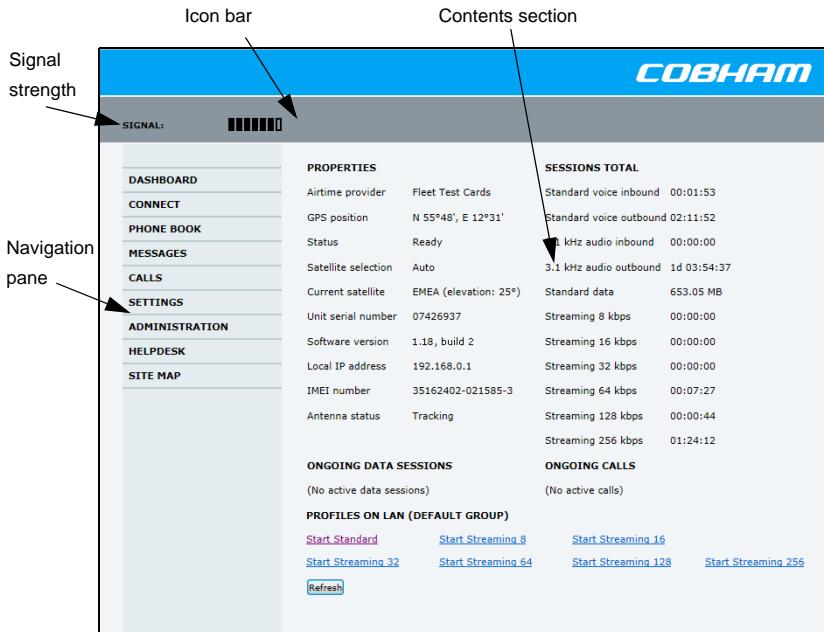 Icon bar
Contents section
Signal
strength
COBHAM
SIGNAL:
Navigation
pane
DASHBOARD
CONNECT
PHONE BOOK
MESSAGES
CALLS
SETTINGS
ADMINISTRATION
HELPDESK
SITE MAP
PROPERTIES
Airtime provider Fleet Test Cards
GPS position N 55°48', E 12°31'
Status Ready
Satellite selection Auto
Current satellite EMEA (elevation: 25°)
Unit serial number 07426937
Software version 1.18, build 2
Local IP address 192.168.0.1
IMEI number 35162402-021585-3
Antenna status Tracking
SESSIONS TOTAL
Standard voice inbound 00:01:53
Standard voice outbound 02:11:52
kHz audio inbound 00:00:00
3.1 kHz audio outbound 1d 03:54:37
Standard data 653.05 MB
Streaming 8 kbps 00:00:00
Streaming 16 kbps 00:00:00
Streaming 32 kbps 00:00:00
Streaming 64 kbps 00:07:27
Streaming 128 kbps 00:00:44
Streaming 256 kbps 01:24:12
ONGOING DATA SESSIONS
(No active data sessions)
ONGOING CALLS
(No active calls)
PROFILES ON LAN (DEFAULT GROUP)
Start Standard Start Streaming 8 Start Streaming 16
Start Streaming 32 Start Streaming 64 Start Streaming 128 Start Streaming 256
Refresh